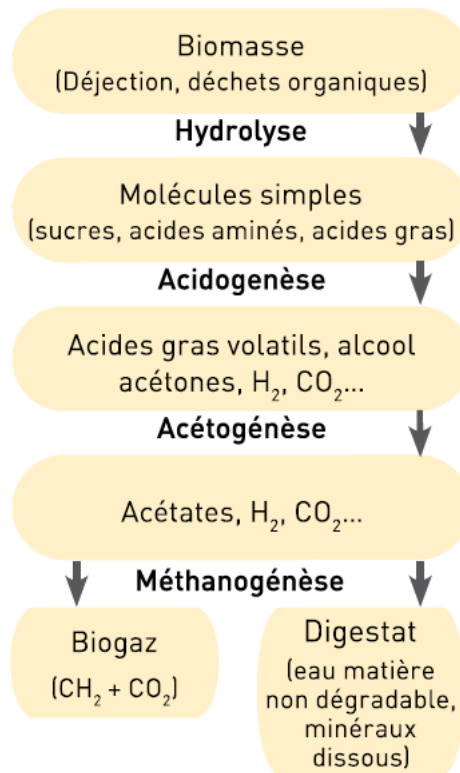 Biomasse
(Déjection, déchets organiques)
Hydrolyse
Molécules simples
(sucres, acides aminés, acides gras)
Acidogenèse
Acides gras volatils, alcool
acétones, H₂, CO₂...
Acétogénèse
Acétates, H₂, CO₂...
Méthanogénèse
Biogaz
(CH₂ + CO₂)
Digestat
(eau matière
non dégradable,
minéraux
dissous)